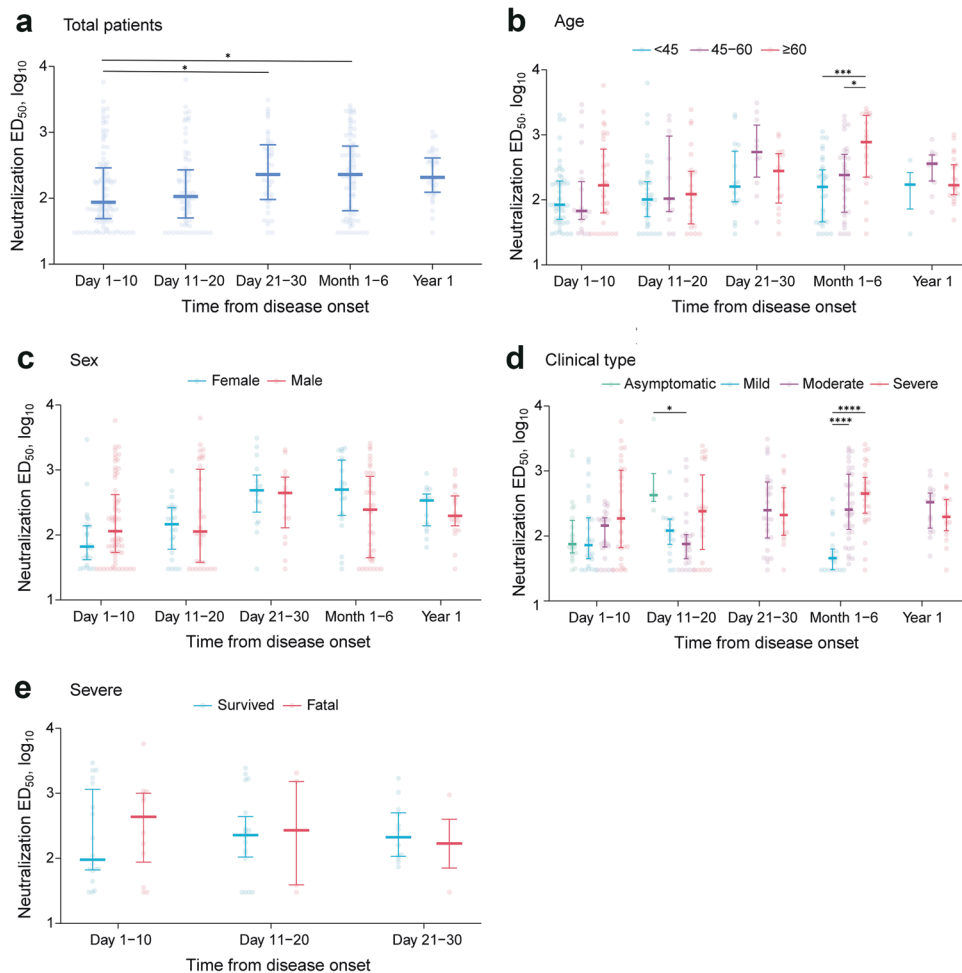 a Total patients
* 
*
4
3
2
1
Neutralization ED50, log10
Day 1–10 Day 11–20 Day 21–30 Month 1–6 Year 1
Time from disease onset
b Age
<45 45–60 ≥60
***
*
4
3
2
1
Neutralization ED50, log10
Day 1–10 Day 11–20 Day 21–30 Month 1–6 Year 1
Time from disease onset
c Sex
Female Male
4
3
2
1
Neutralization ED50, log10
Day 1–10 Day 11–20 Day 21–30 Month 1–6 Year 1
Time from disease onset
d Clinical type
Asymptomatic Mild Moderate Severe
*
****
****
4
3
2
1
Neutralization ED50, log10
Day 1–10 Day 11–20 Day 21–30 Month 1–6 Year 1
Time from disease onset
e Severe
Survived Fatal
4
3
2
1
Neutralization ED50, log10
Day 1–10 Day 11–20 Day 21–30
Time from disease onset